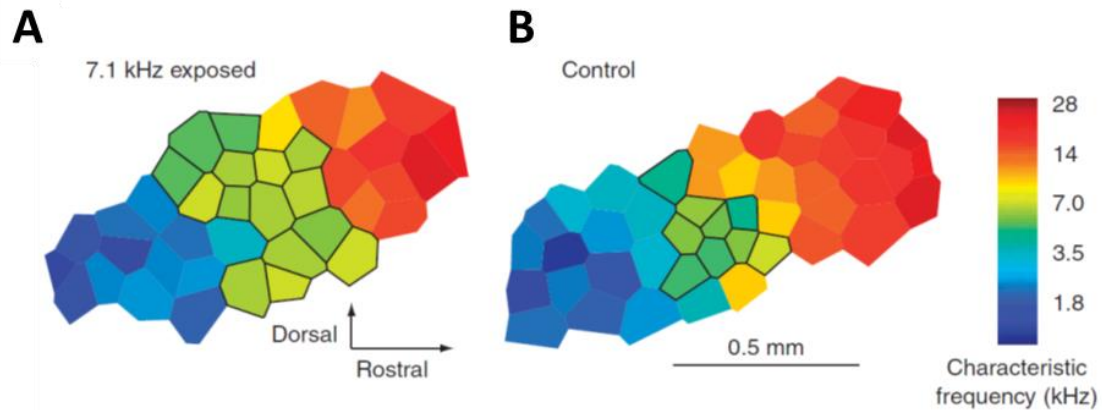 A
B
7.1 kHz exposed
Control
28
14
7.0
3.5
1.8
Dorsal
Rostral
0.5 mm
Characteristic
frequency (kHz)